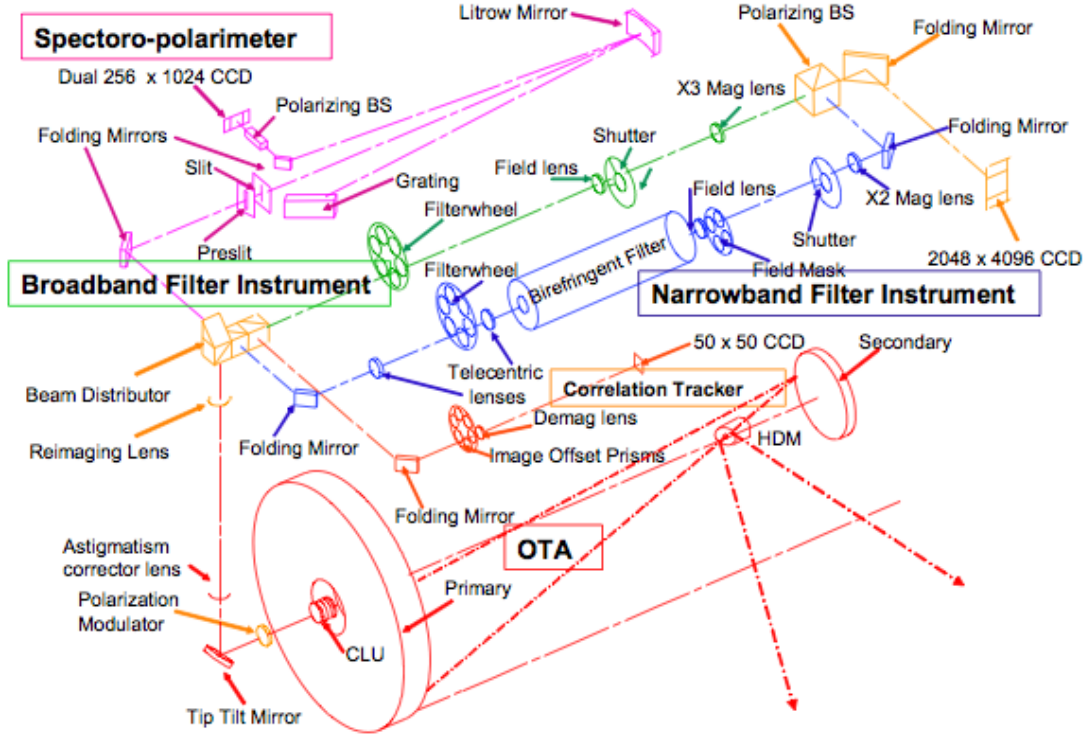 Litrow Mirror
Polarizing BS
Folding Mirror
Spectoro-polarimeter
Dual 256 x 1024 CCD
X3 Mag lens
Polarizing BS
Folding Mirrors
Shutter
Folding Mirror
Slit
Field lens
Grating
Field lens
X2 Mag lens
Filterwheel
Preslit
Shutter
2048 x 4096 CCD
Birefringent Filter
Filterwheel
Field Mask
Broadband Filter Instrument
Narrowband Filter Instrument
50 x 50 CCD
Secondary
Telecentric
lenses
Correlation Tracker
Beam Distributor
Demag lens
HDM
Reimaging Lens
Folding Mirror
Image Offset Prisms
Folding Mirror
OTA
Astigmatism
corrector lens
Primary
Polarization
Modulator
CLU
Tip Tilt Mirror